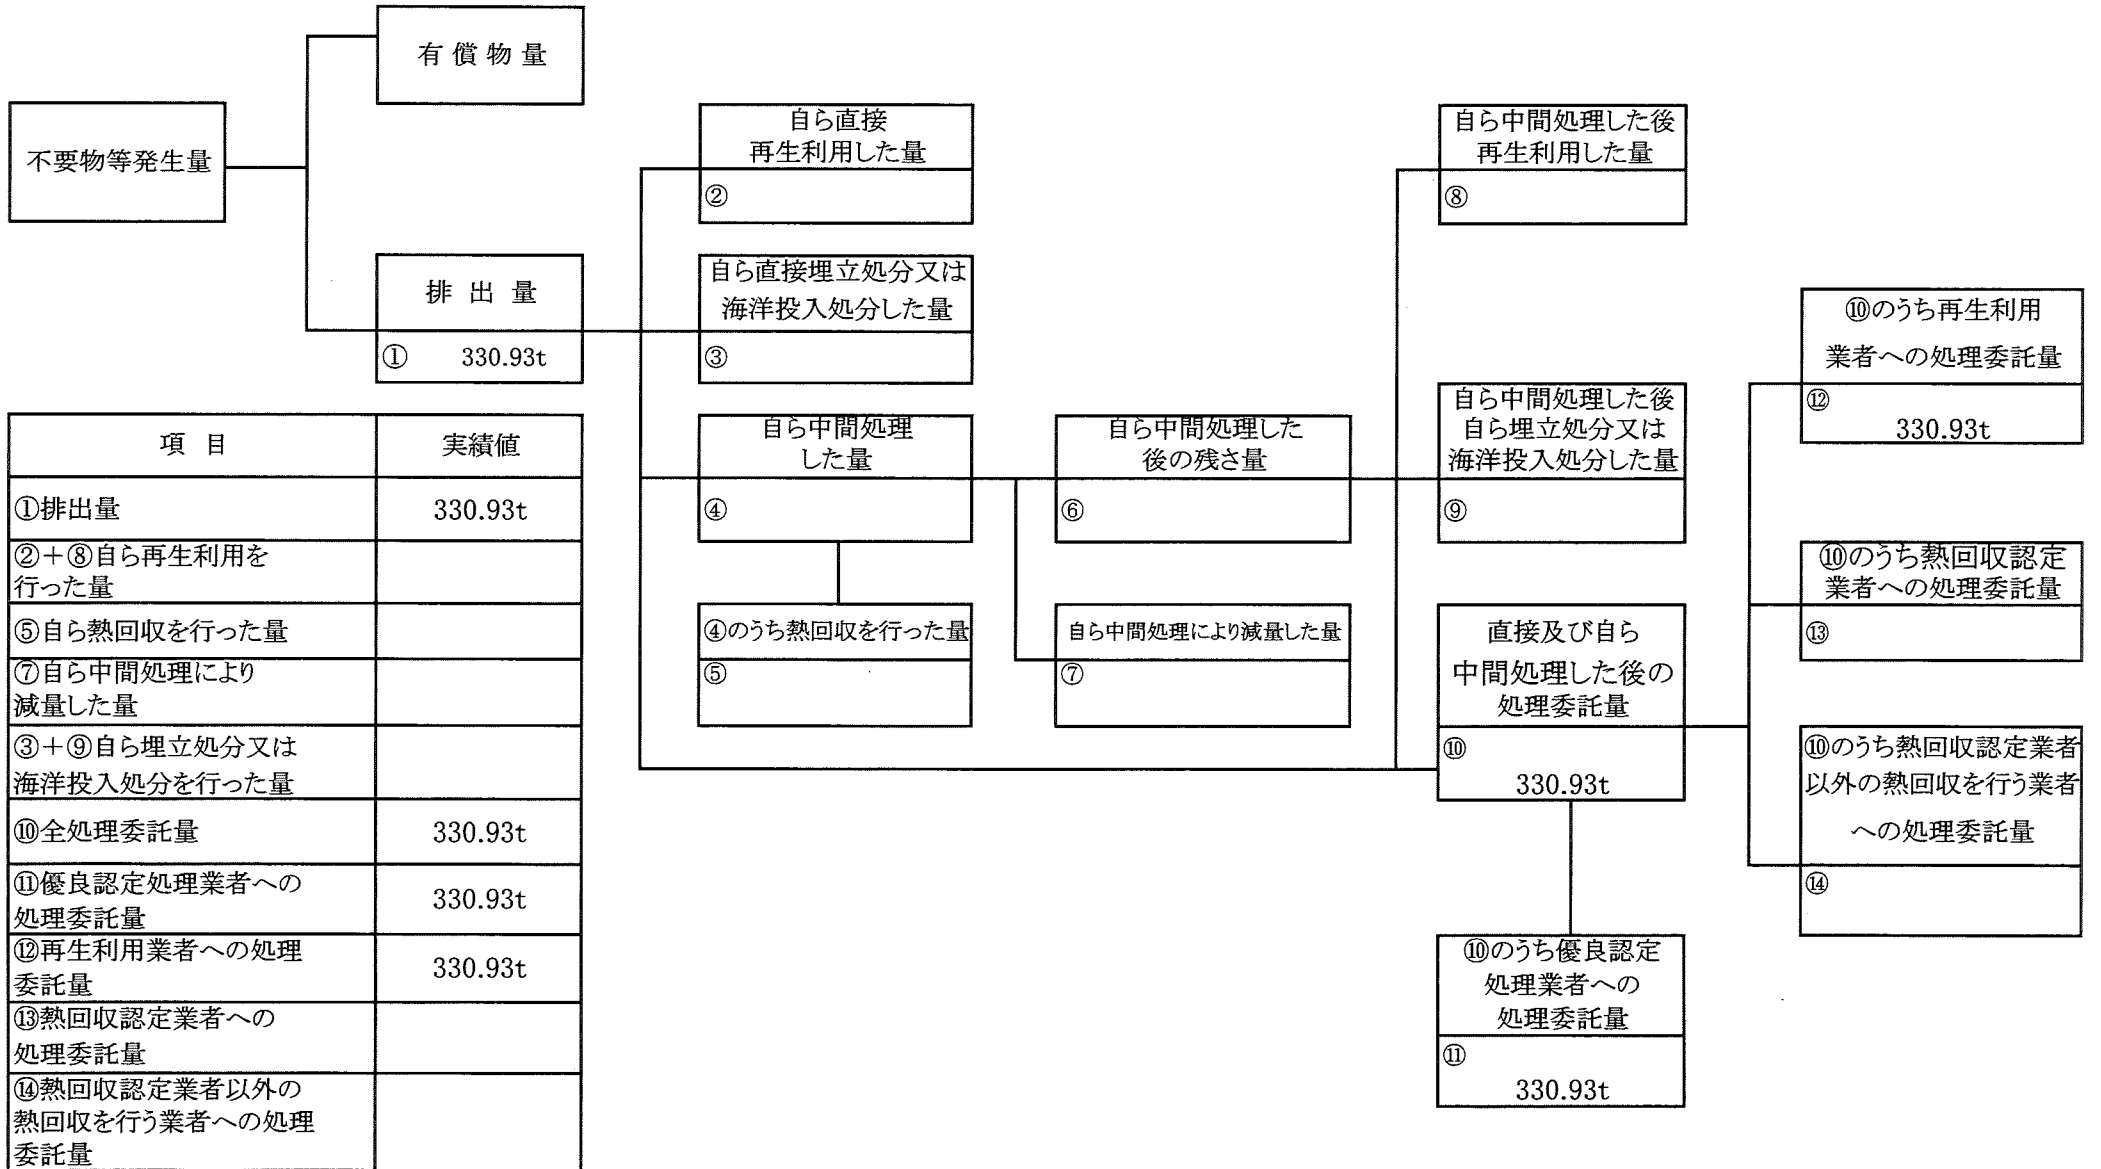 有 償 物 量
不要物等発生量
排 出 量
① 330.93t
自ら直接
再生利用した量
②
自ら直接埋立処分又は
海洋投入処分した量
③
自ら中間処理
した量
④
④のうち熱回収を行った量
⑤
自ら中間処理した
後の残さ量
⑥
自ら中間処理により減量した量
⑦
自ら中間処理した後
再生利用した量
⑧
自ら中間処理した後
自ら埋立処分又は
海洋投入処分した量
⑨
直接及び自ら
中間処理した後の
処理委託量
⑩
330.93t
⑩のうち優良認定
処理業者への
処理委託量
⑪
330.93t
⑩のうち再生利用
業者への処理委託量
⑫
330.93t
⑩のうち熱回収認定
業者への処理委託量
⑬
⑩のうち熱回収認定業者
以外の熱回収を行う業者
への処理委託量
⑭
項 目 実績値
①排出量 330.93t
②+⑧自ら再生利用を
行った量
⑤自ら熱回収を行った量
⑦自ら中間処理により
減量した量
③+⑨自ら埋立処分又は
海洋投入処分を行った量
⑩全処理委託量 330.93t
⑪優良認定処理業者への
処理委託量 330.93t
⑫再生利用業者への処理
委託量 330.93t
⑬熱回収認定業者への
処理委託量
⑭熱回収認定業者以外の
熱回収を行う業者への処理
委託量